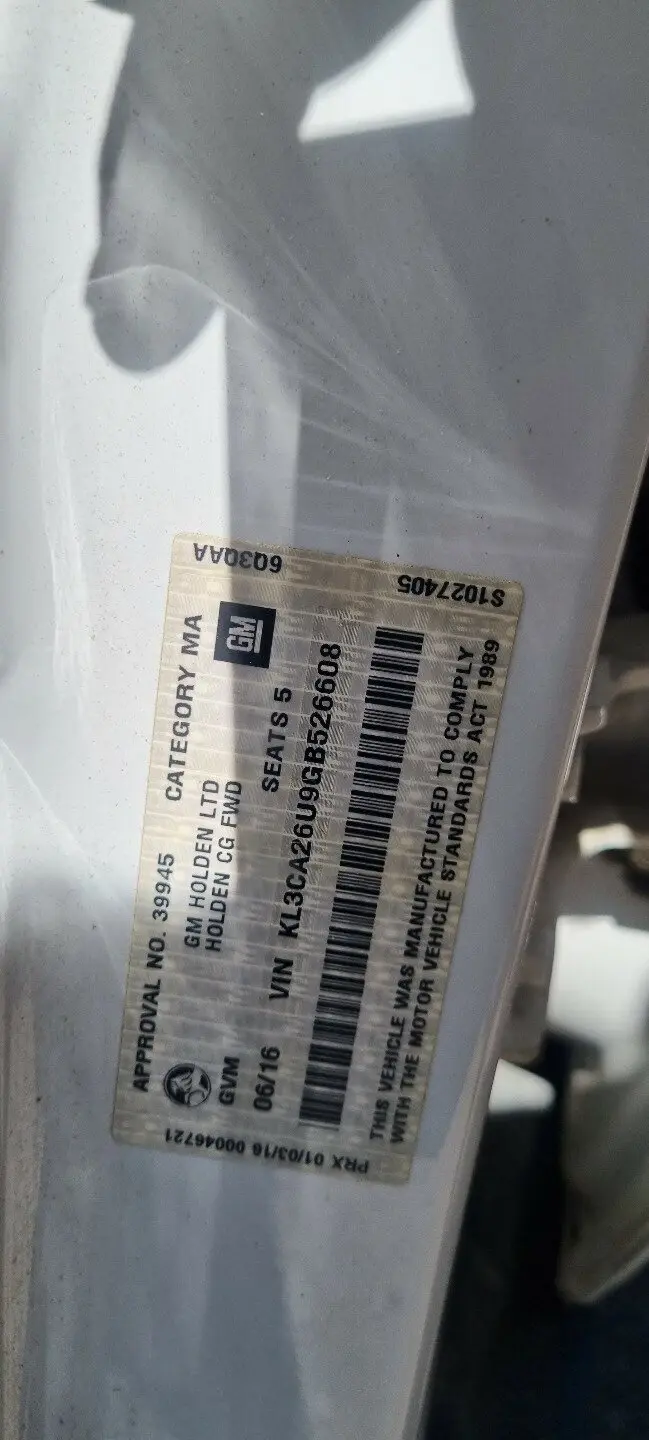 APPROVAL NO. 39945 CATEGORY MA
GM HOLDEN LTD
HOLDEN CG FWD
GM
GVM SEATS 5
06/16 VIN KL3CA26U9GB526608
THIS VEHICLE WAS MANUFACTURED TO COMPLY
WITH THE MOTOR VEHICLE STANDARDS ACT 1989
6Q3QAA
S1027405
PRX 01/03/16 00046721